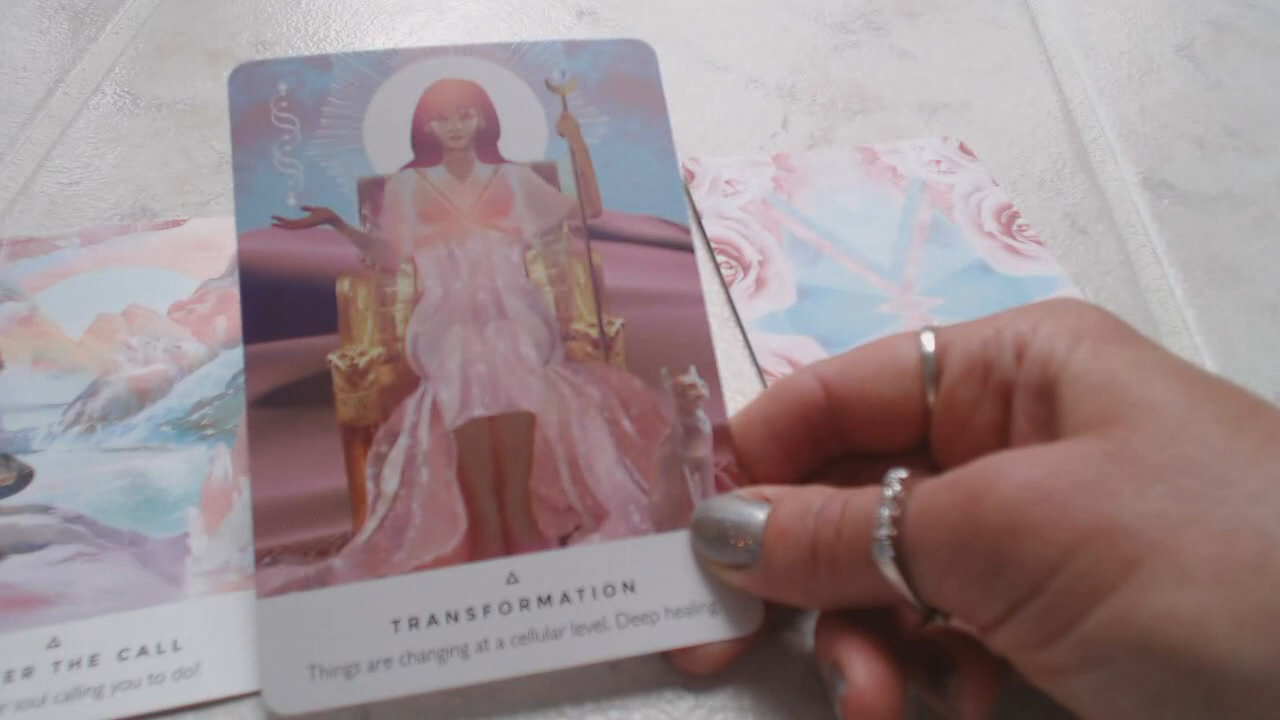 TRANSFORMATION
Things are changing at a cellular level. Deep healing
ER THE CALL
soul calling you to do?